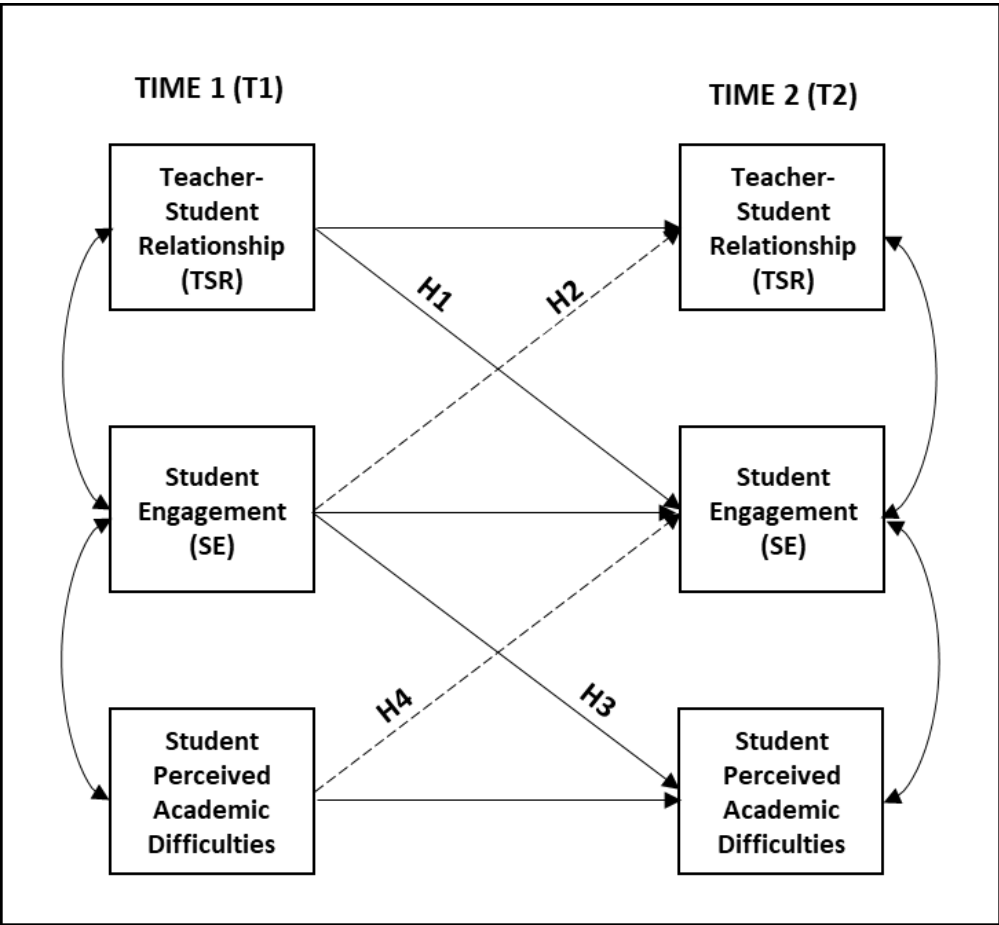 TIME 1 (T1)
TIME 2 (T2)
Teacher-
Student
Relationship
(TSR)
Teacher-
Student
Relationship
(TSR)
H1
H2
Student
Engagement
(SE)
Student
Engagement
(SE)
H4
H3
Student
Perceived
Academic
Difficulties
Student
Perceived
Academic
Difficulties